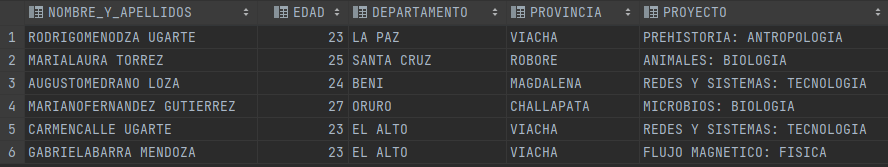 NOMBRE_Y_APELLIDOS EDAD DEPARTAMENTO PROVINCIA PROYECTO
1 RODRIGOMENODZA UGARTE 23 LA PAZ VIACHA PREHISTORIA: ANTROPOLOGIA
2 MARIALAURA TORREZ 25 SANTA CRUZ ROBORE ANIMALES: BIOLOGIA
3 AUGUSTOMEDRANO LOZA 24 BENI MAGDALENA REDES Y SISTEMAS: TECNOLOGIA
4 MARIANOFERNANDEZ GUTIERREZ 27 ORURO CHALLAPATA MICROBIOS: BIOLOGIA
5 CARMENCALLE UGARTE 23 EL ALTO VIACHA REDES Y SISTEMAS: TECNOLOGIA
6 GABRIELABARRA MENDOZA 23 EL ALTO VIACHA FLUJO MAGNETICO: FISICA